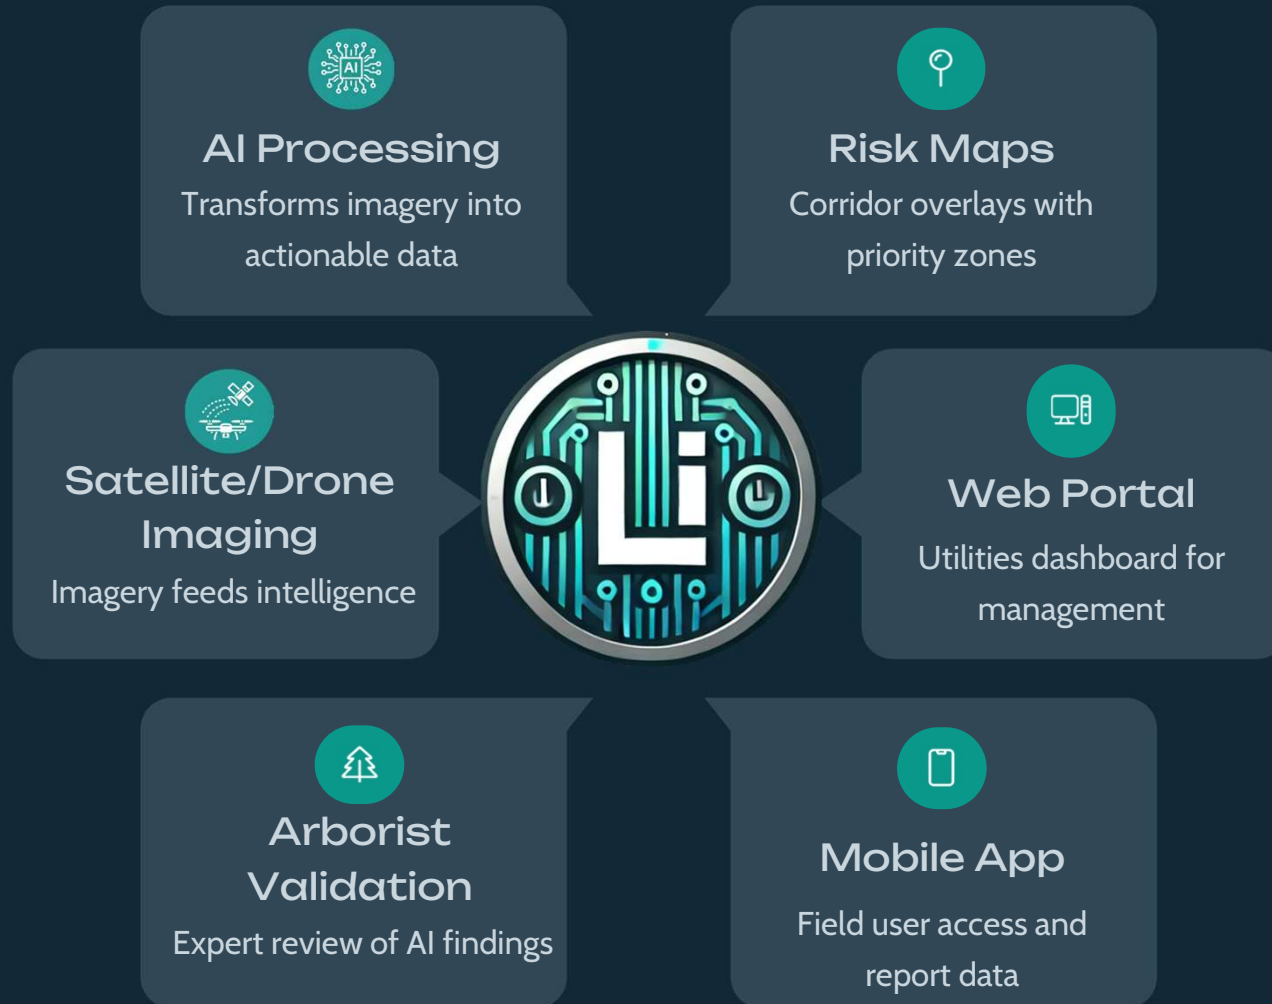 AI
AI Processing
Transforms imagery into
actionable data
Risk Maps
Corridor overlays with
priority zones
Satellite/Drone
Imaging
Imagery feeds intelligence
Li
Web Portal
Utilities dashboard for
management
Arborist
Validation
Expert review of AI findings
Mobile App
Field user access and
report data